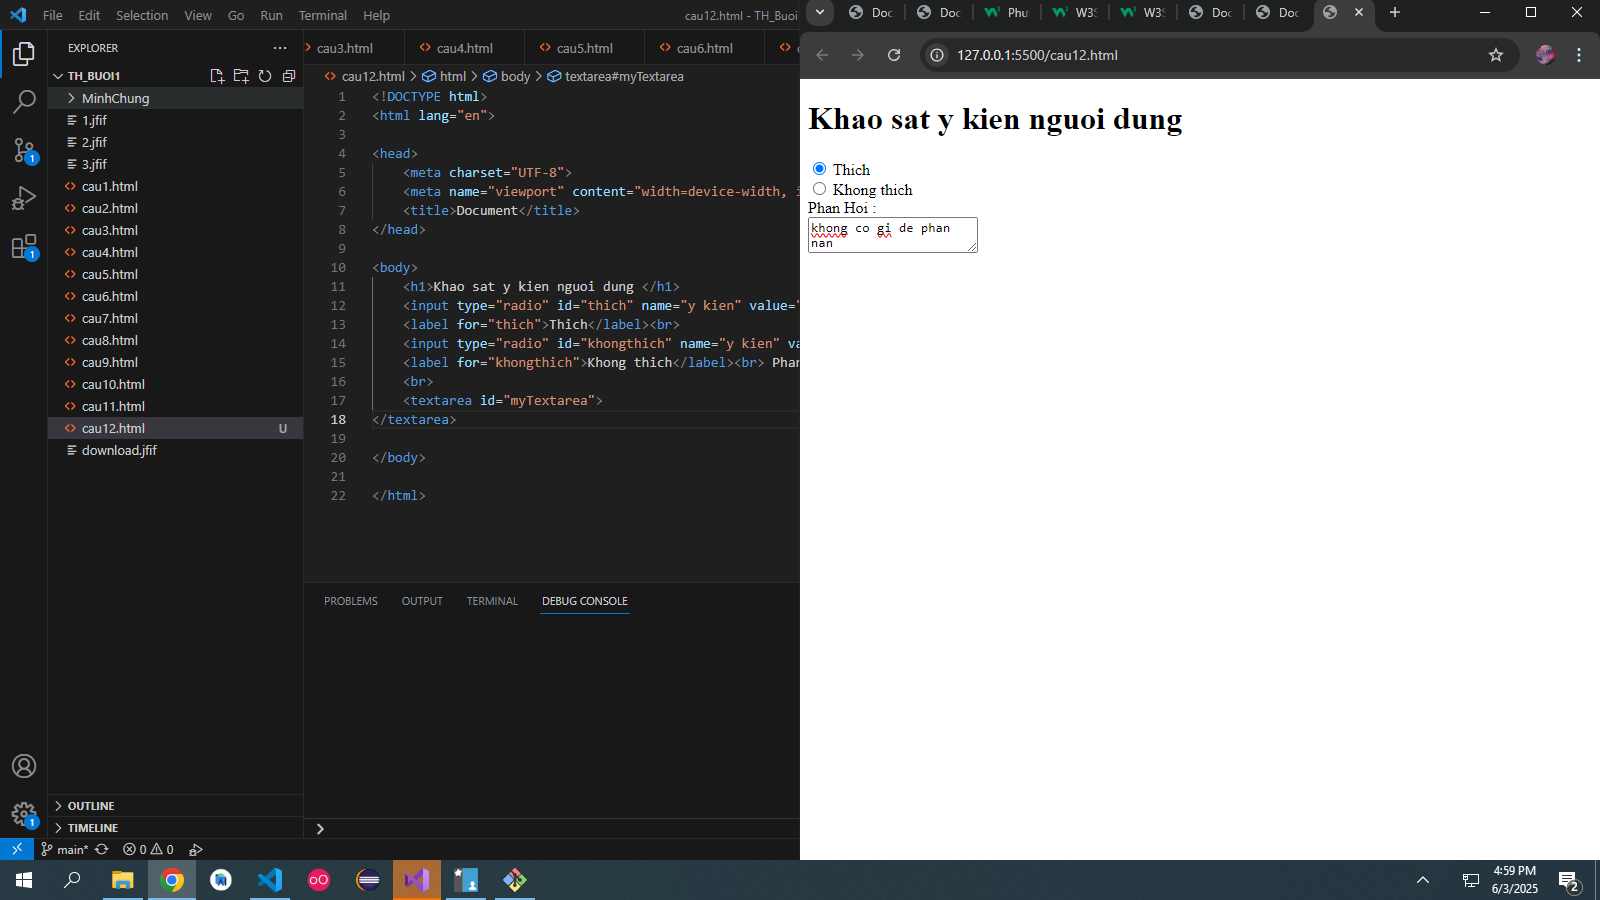 File Edit Selection View Go Run Terminal Help cau12.html - TH_Buoi
EXPLORER
TH_BUOI1
MinhChung
1.jfif
2.jfif
3.jfif
cau1.html
cau2.html
cau3.html
cau4.html
cau5.html
cau6.html
cau7.html
cau8.html
cau9.html
cau10.html
cau11.html
cau12.html U
download.jfif
OUTLINE
TIMELINE
1
1
1
main* 0 0
cau3.html cau4.html cau5.html cau6.html
cau12.html > html > body > textarea#myTextarea
1 <!DOCTYPE html>
2 <html lang="en">
3
4 <head>
5 <meta charset="UTF-8">
6 <meta name="viewport" content="width=device-width, i
7 <title>Document</title>
8 </head>
9
10 <body>
11 <h1>Khao sat y kien nguoi dung </h1>
12 <input type="radio" id="thich" name="y kien" value="
13 <label for="thich">Thich</label><br>
14 <input type="radio" id="khongthich" name="y kien" va
15 <label for="khongthich">Khong thich</label><br> Phan
16 <br>
17 <textarea id="myTextarea">
18 </textarea>
19
20 </body>
21
22 </html>
PROBLEMS OUTPUT TERMINAL DEBUG CONSOLE
Doc Doc Phu W3S W3S Doc Doc
127.0.0.1:5500/cau12.html
Khao sat y kien nguoi dung
Thich
Khong thich
Phan Hoi :
khong co gi de phan
nan
4:59 PM
6/3/2025
2